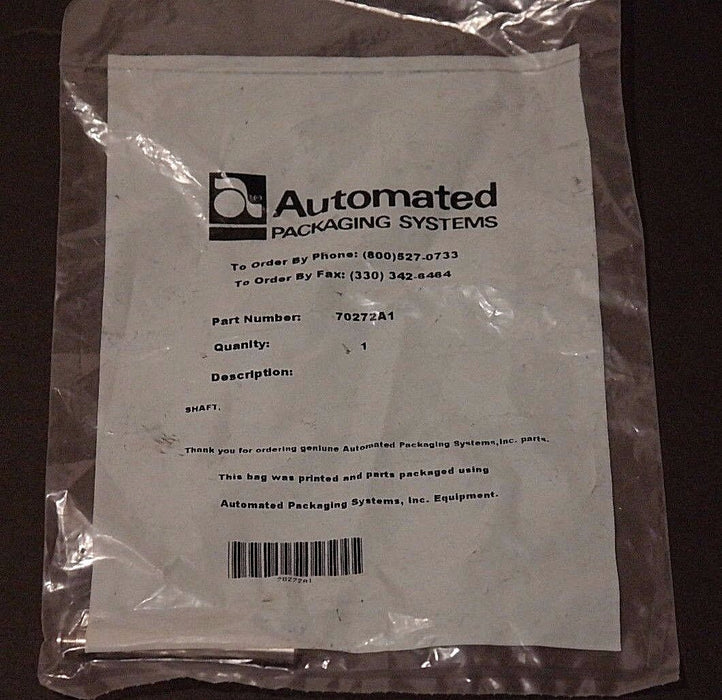 Automated
PACKAGING SYSTEMS
To Order By Phone: (800)527-0733
To Order By Fax: (330) 342-6464
Part Number: 70272A1
Quanity: 1
Description:
SHAFT.
Thank you for ordering geniune Automated Packaging Systems,Inc. parts.
This bag was printed and parts packaged using
Automated Packaging Systems, Inc. Equipment.
70272A1